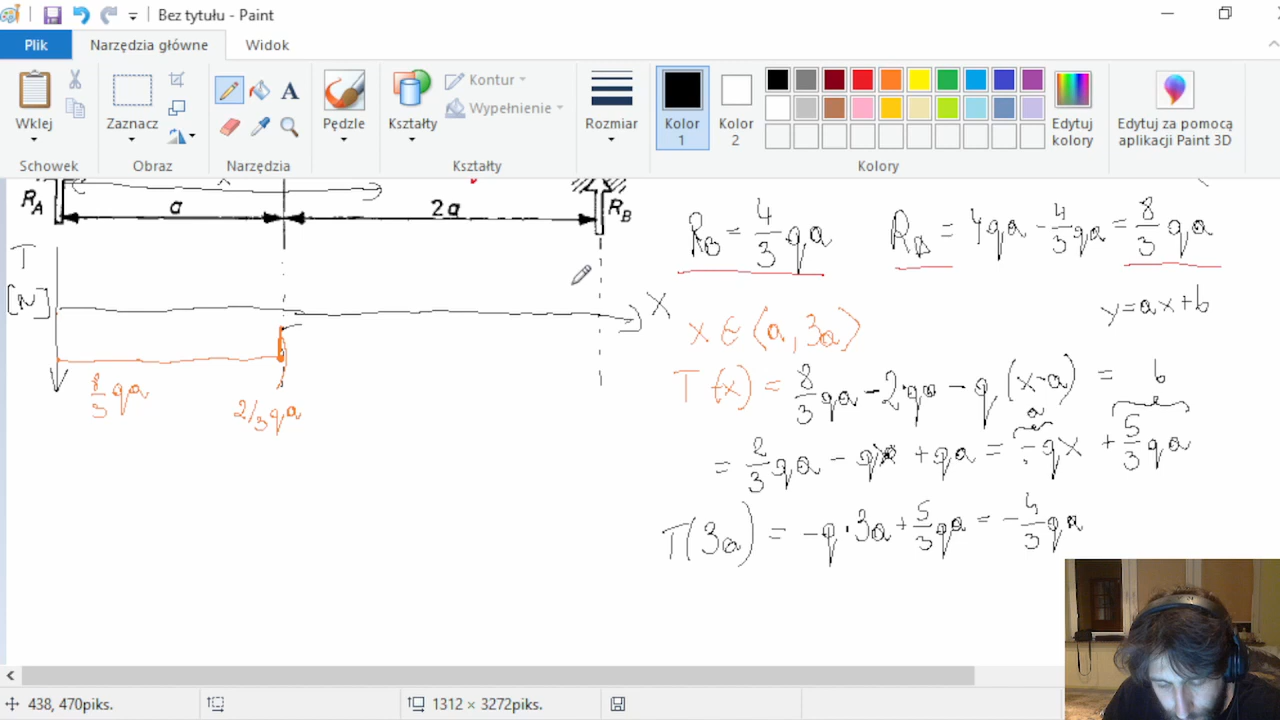 Bez tytułu - Paint
Plik Narzędzia główne Widok
Wklej
Zaznacz
Pędzle
Kształty
Kontur
Wypełnienie
Rozmiar
Kolor 1
Kolor 2
Edytuj kolory
Edytuj za pomocą aplikacji Paint 3D
Schowek Obraz Narzędzia Kształty Kolory
R_A a 2a R_B
T
[N]
X
8/3 qa
2/3 qa
R_B = 4/3 qa R_A = 4qa - 4/3 qa = 8/3 qa
y=ax+b
x ∈ (a, 3a)
T(x) = 8/3 qa - 2·qa - q(x-a) =
a b
= 2/3 qa - qx + qa = -qx + 5/3 qa
T(3a) = -q·3a + 5/3 qa = -4/3 qa
438, 470piks. 1312 × 3272piks.